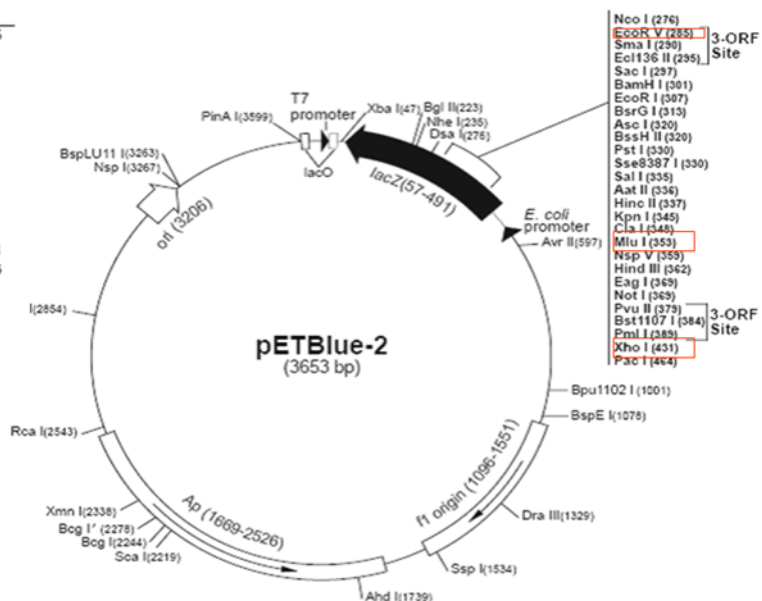 Nco I (276)
EcoR V (285)
Sma I (290)
Ecl136 II (295)
3-ORF
Site
Sac I (297)
BamH I (301)
EcoR I (307)
BsrG I (313)
Asc I (320)
BssH II (320)
Pst I (330)
Sse8387 I (330)
Sal I (335)
Aat II (336)
Hinc II (337)
Kpn I (345)
Cla I (348)
Mlu I (353)
Nsp V (359)
Hind III (362)
Eag I (369)
Not I (369)
Pvu II (379)
Bst1107 I (384)
Pml I (389)
3-ORF
Site
Xho I (431)
Pac I (464)
T7
promoter
PinA I(3599)
Xba I(47)
Bgl II(223)
Nhe I(235)
Dsa I(276)
lacO
lacZ(57-491)
BspLU11 I(3263)
Nsp I(3267)
ori (3206)
E. coli
promoter
Avr II(597)
I(2854)
pETBlue-2
(3653 bp)
Bpu1102 I (1001)
BspE I(1078)
Rca I(2543)
f1 origin (1096-1551)
Xmn I(2338)
Bcg I' (2278)
Bcg I(2244)
Sca I(2219)
Ap (1669-2526)
Dra III(1329)
Ssp I(1534)
Ahd I(1739)